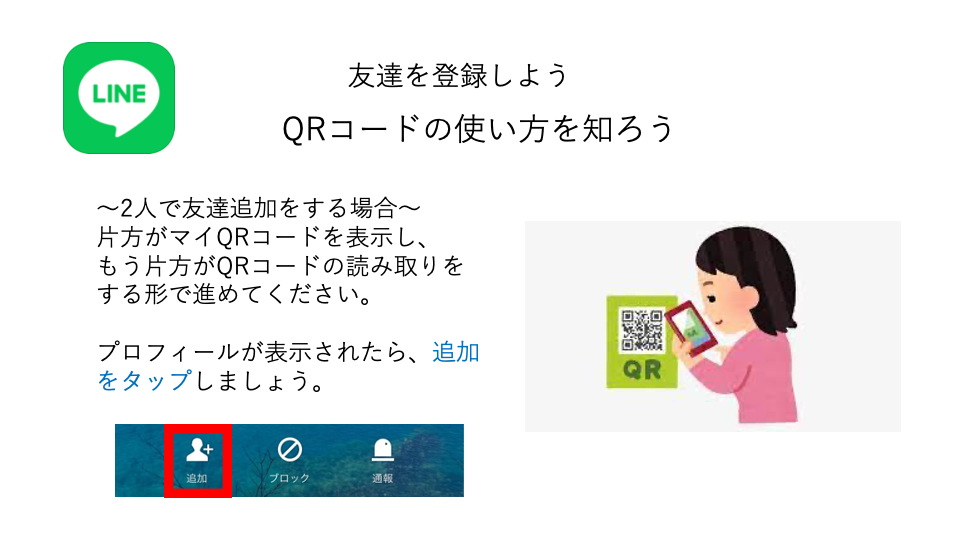 LINE
友達を登録しよう
QRコードの使い方を知ろう
～2人で友達追加をする場合～
片方がマイQRコードを表示し、
もう片方がQRコードの読み取りを
する形で進めてください。
プロフィールが表示されたら、追加
をタップしましょう。
QR
追加
ブロック
通報